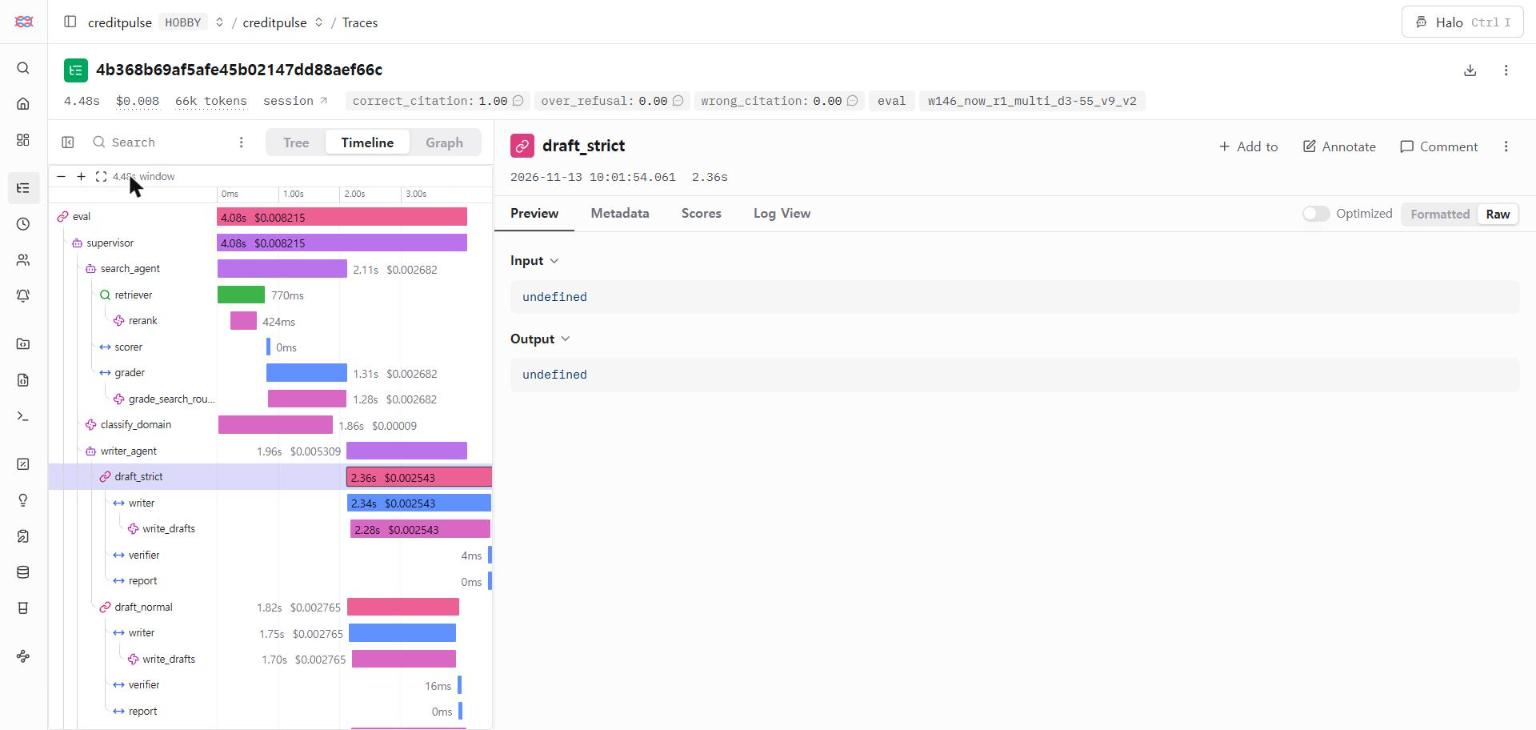 creditpulse HOBBY / creditpulse / Traces
Halo Ctrl I
4b368b69af5afe45b02147dd88aef66c
4.48s $0.008 66k tokens session ↗ correct_citation: 1.00 over_refusal: 0.00 wrong_citation: 0.00 eval w146_now_r1_multi_d3-55_v9_v2
Search
Tree Timeline Graph
4.48s window
0ms 1.00s 2.00s 3.00s
eval 4.08s $0.008215
supervisor 4.08s $0.008215
search_agent 2.11s $0.002682
retriever 770ms
rerank 424ms
scorer 0ms
grader 1.31s $0.002682
grade_search_rou... 1.28s $0.002682
classify_domain 1.86s $0.00009
writer_agent 1.96s $0.005309
draft_strict 2.36s $0.002543
writer 2.34s $0.002543
write_drafts 2.28s $0.002543
verifier 4ms
report 0ms
draft_normal 1.82s $0.002765
writer 1.75s $0.002765
write_drafts 1.70s $0.002765
verifier 16ms
report 0ms
draft_strict
+ Add to Annotate Comment
2026-11-13 10:01:54.061 2.36s
Preview Metadata Scores Log View
Optimized Formatted Raw
Input
undefined
Output
undefined